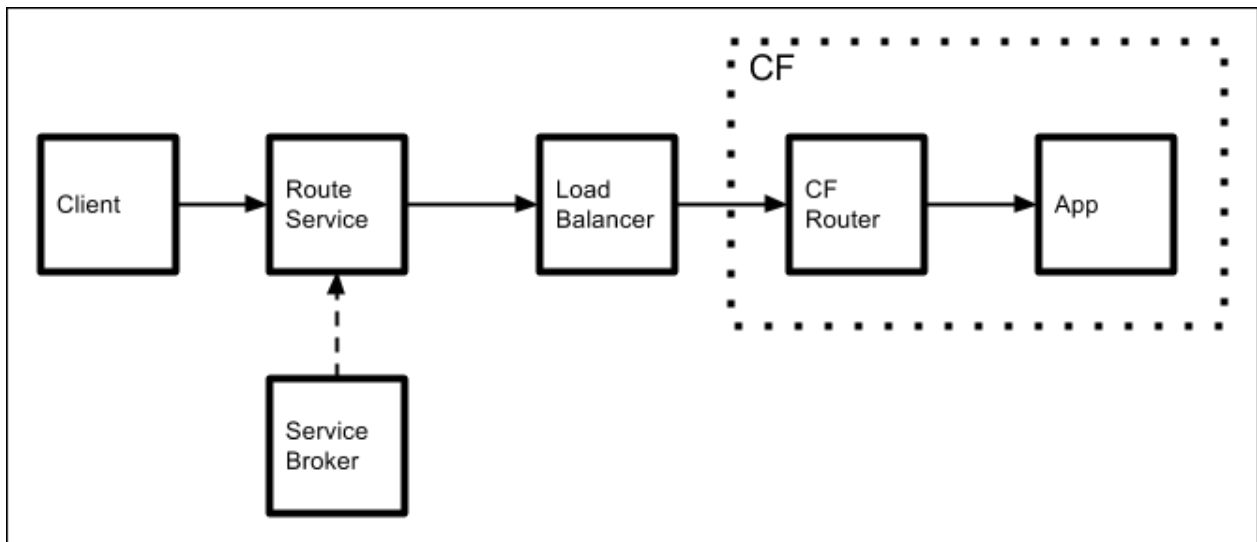 CF
Client
Route
Service
Load
Balancer
CF
Router
App
Service
Broker